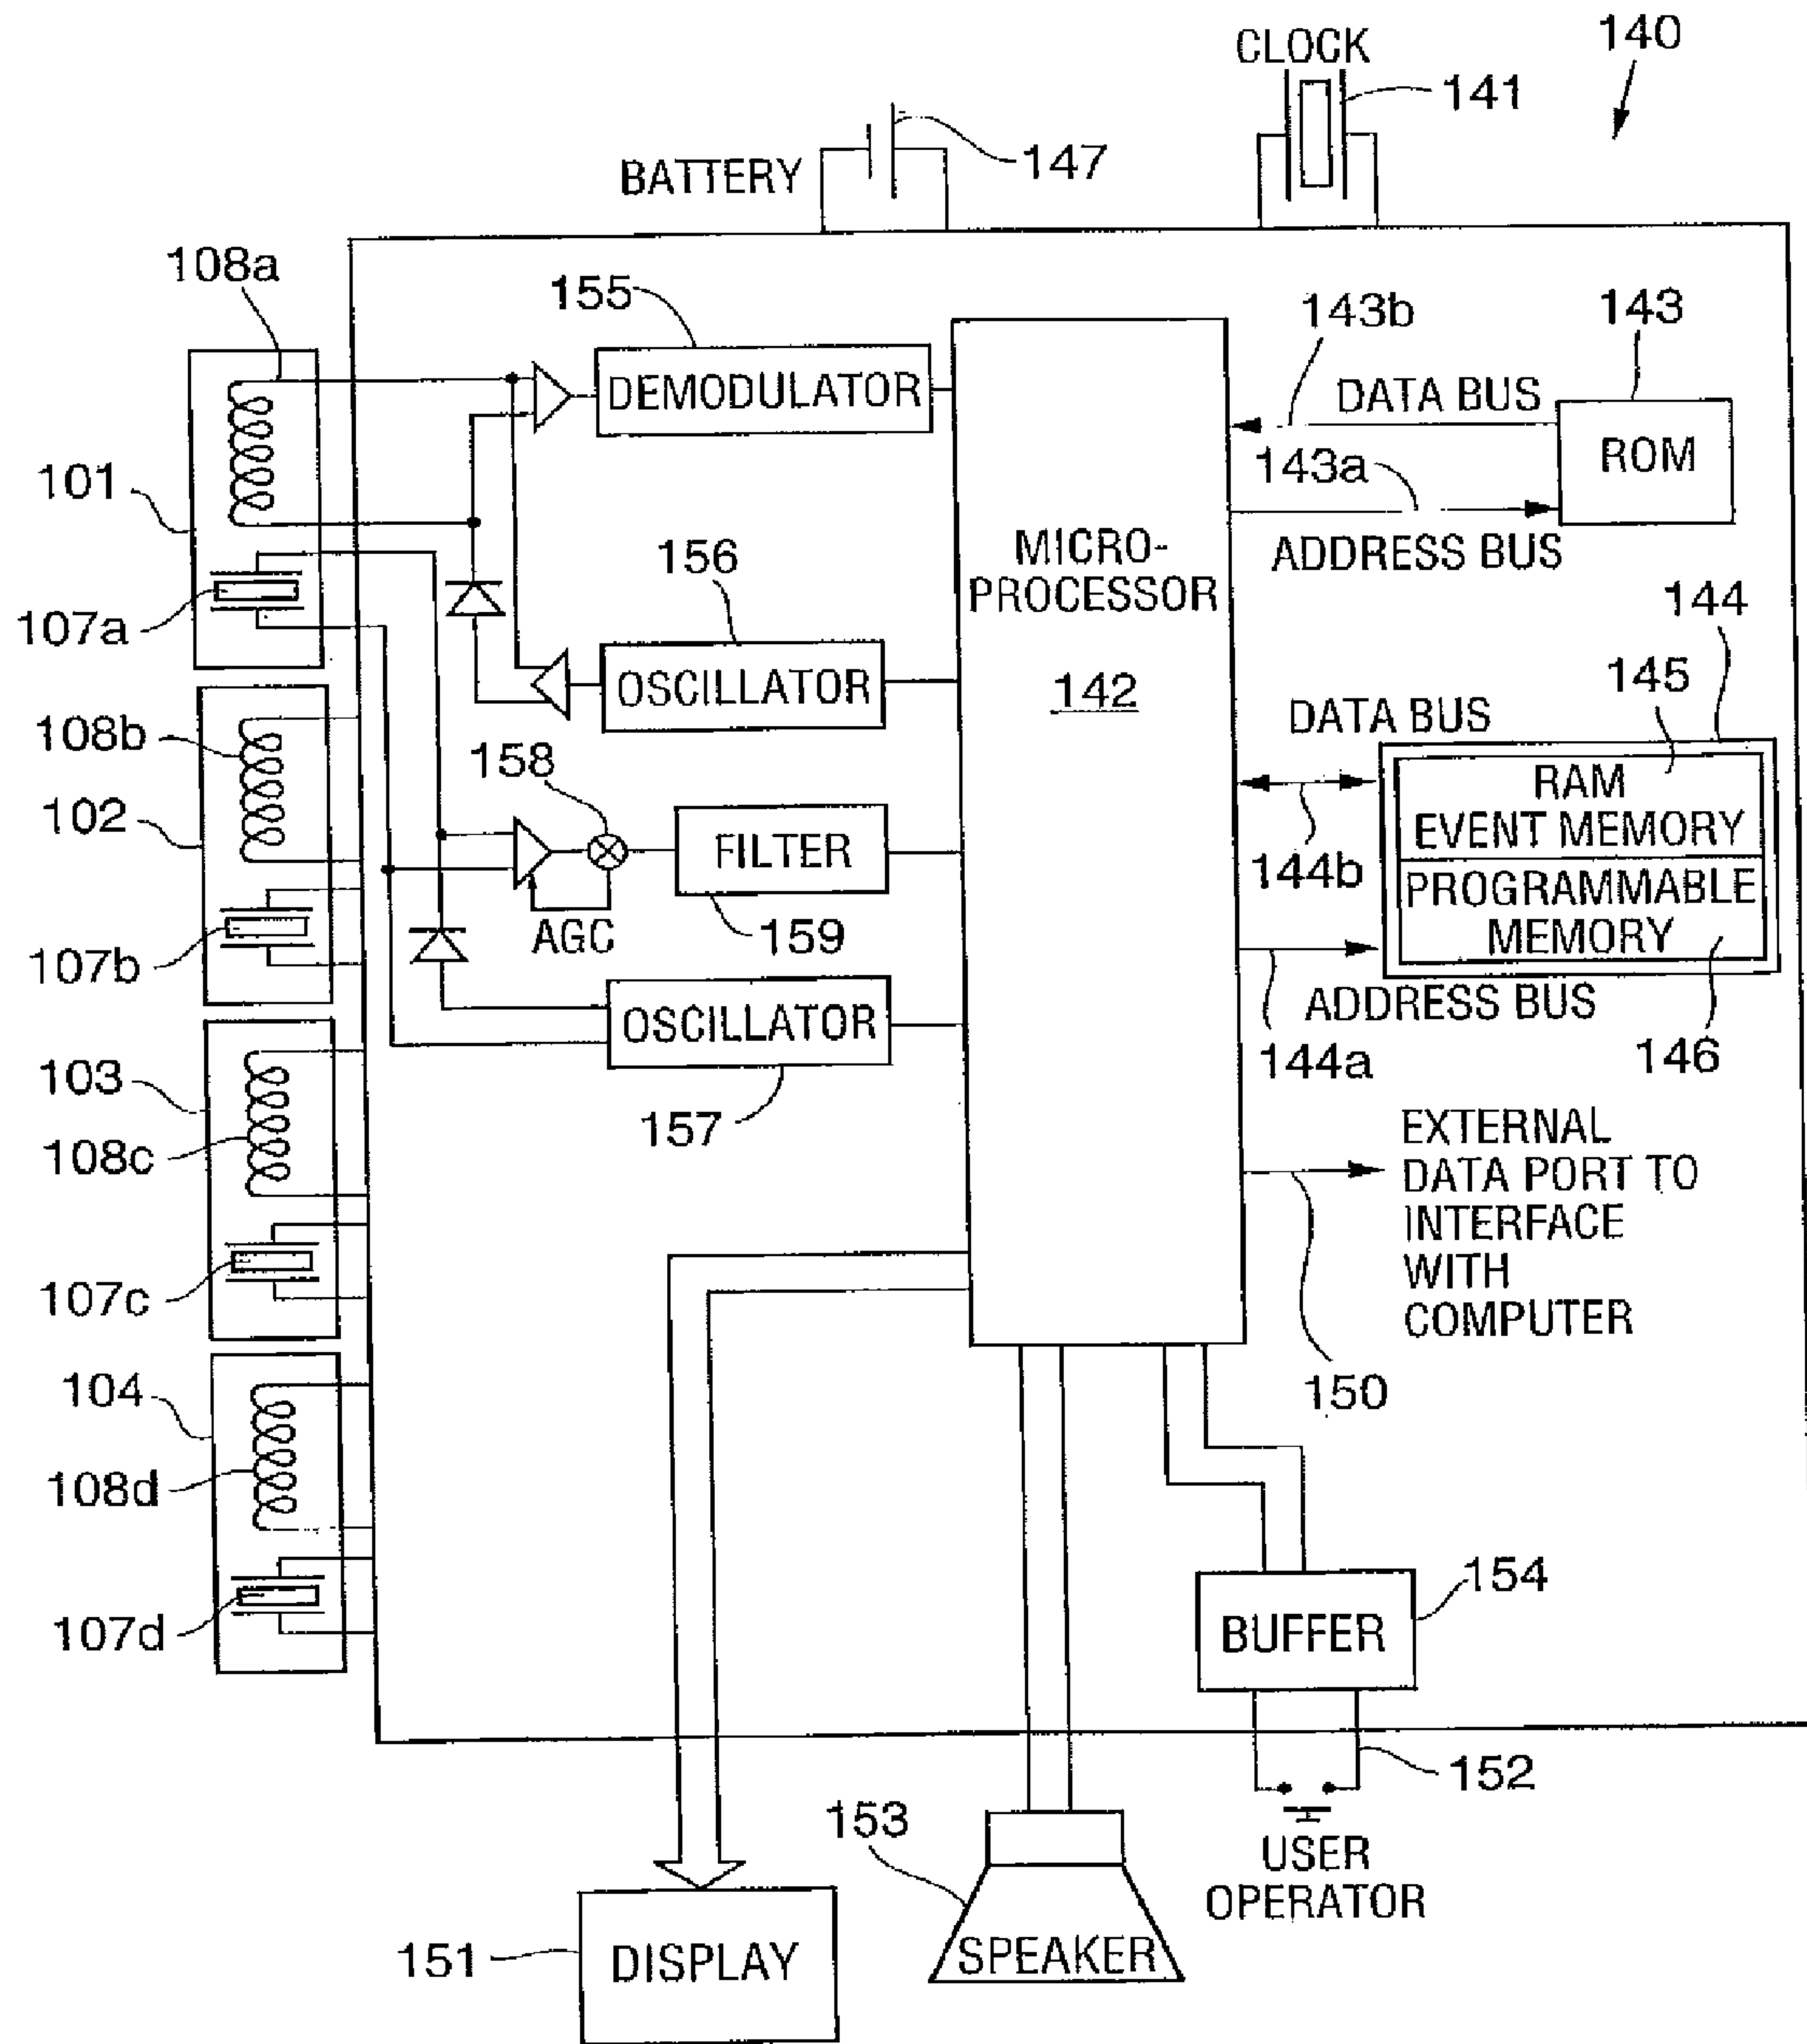 140
CLOCK
141
BATTERY
147
108a
155
DEMODULATOR
143b
143
DATA BUS
ROM
143a
ADDRESS BUS
101
107a
156
OSCILLATOR
MICRO-
PROCESSOR
142
144
145
DATA BUS
RAM
EVENT MEMORY
PROGRAMMABLE
MEMORY
144b
ADDRESS BUS
144a
146
108b
102
107b
158
AGC
FILTER
159
OSCILLATOR
157
103
108c
107c
EXTERNAL
DATA PORT TO
INTERFACE
WITH
COMPUTER
150
104
108d
107d
154
BUFFER
152
USER
OPERATOR
153
SPEAKER
151
DISPLAY